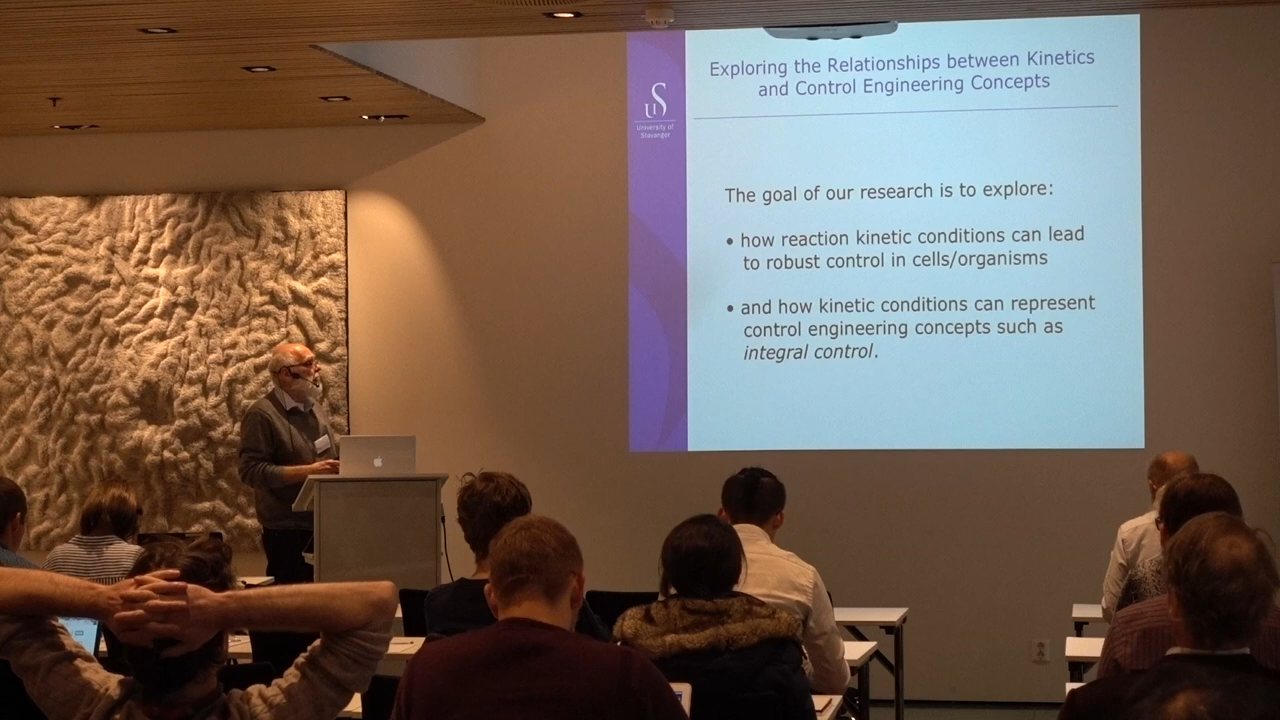 Exploring the Relationships between Kinetics
and Control Engineering Concepts
uS
University of
Stavanger
The goal of our research is to explore:
• how reaction kinetic conditions can lead
to robust control in cells/organisms
• and how kinetic conditions can represent
control engineering concepts such as
integral control.